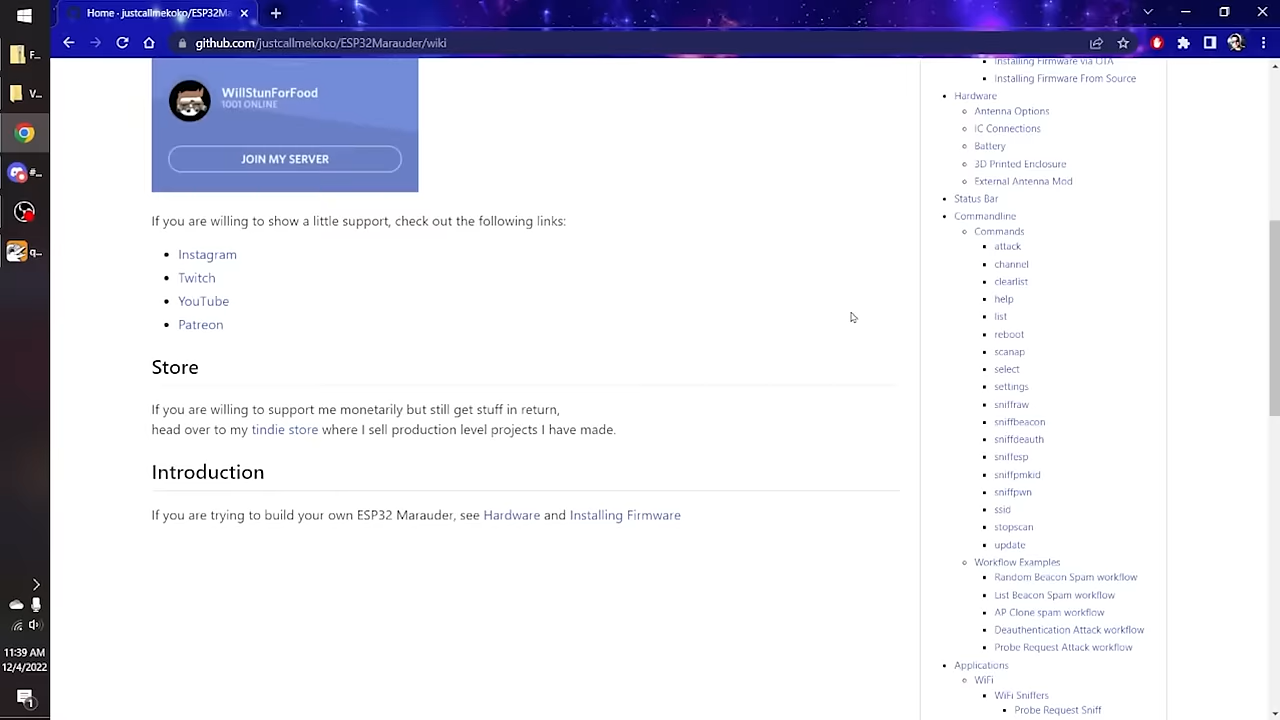 Home · justcallmekoko/ESP32M
github.com/justcallmekoko/ESP32Marauder/wiki
F...
V...
#...
q-...
11:39 AM
12/4/2022
1
WillStunForFood
1001 ONLINE
JOIN MY SERVER
If you are willing to show a little support, check out the following links:
Instagram
Twitch
YouTube
Patreon
Store
If you are willing to support me monetarily but still get stuff in return,
head over to my tindie store where I sell production level projects I have made.
Introduction
If you are trying to build your own ESP32 Marauder, see Hardware and Installing Firmware
Installing Firmware via OTA
Installing Firmware From Source
Hardware
Antenna Options
IC Connections
Battery
3D Printed Enclosure
External Antenna Mod
Status Bar
Commandline
Commands
attack
channel
clearlist
help
list
reboot
scanap
select
settings
sniffraw
sniffbeacon
sniffdeauth
sniffesp
sniffpmkid
sniffpwn
ssid
stopscan
update
Workflow Examples
Random Beacon Spam workflow
List Beacon Spam workflow
AP Clone spam workflow
Deauthentication Attack workflow
Probe Request Attack workflow
Applications
WiFi
WiFi Sniffers
Probe Request Sniff